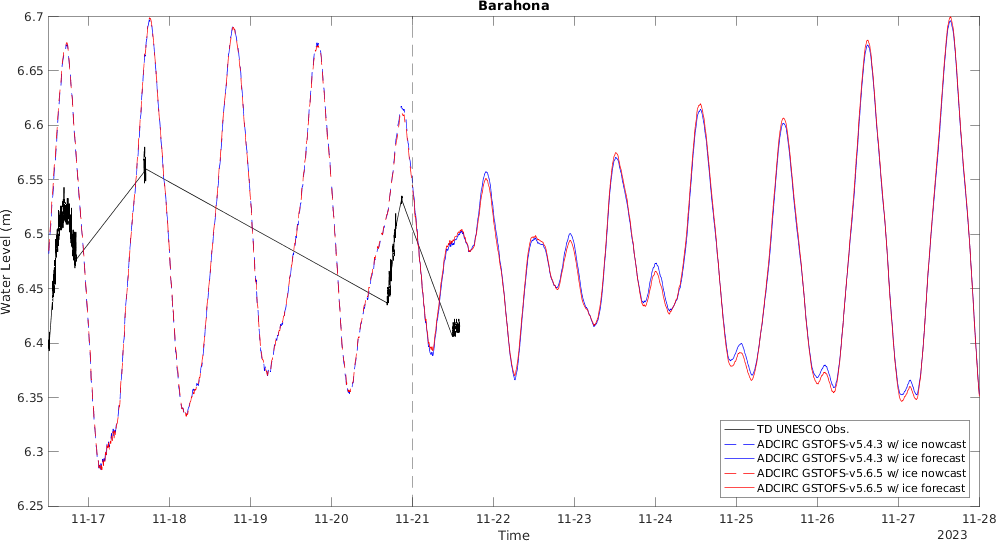 Barahona
6.7
6.65
6.6
6.55
6.5
6.45
6.4
6.35
6.3
6.25
Water Level (m)
11-17 11-18 11-19 11-20 11-21 11-22 11-23 11-24 11-25 11-26 11-27 11-28
Time
2023
TD UNESCO Obs.
ADCIRC GSTOFS-v5.4.3 w/ ice nowcast
ADCIRC GSTOFS-v5.4.3 w/ ice forecast
ADCIRC GSTOFS-v5.6.5 w/ ice nowcast
ADCIRC GSTOFS-v5.6.5 w/ ice forecast